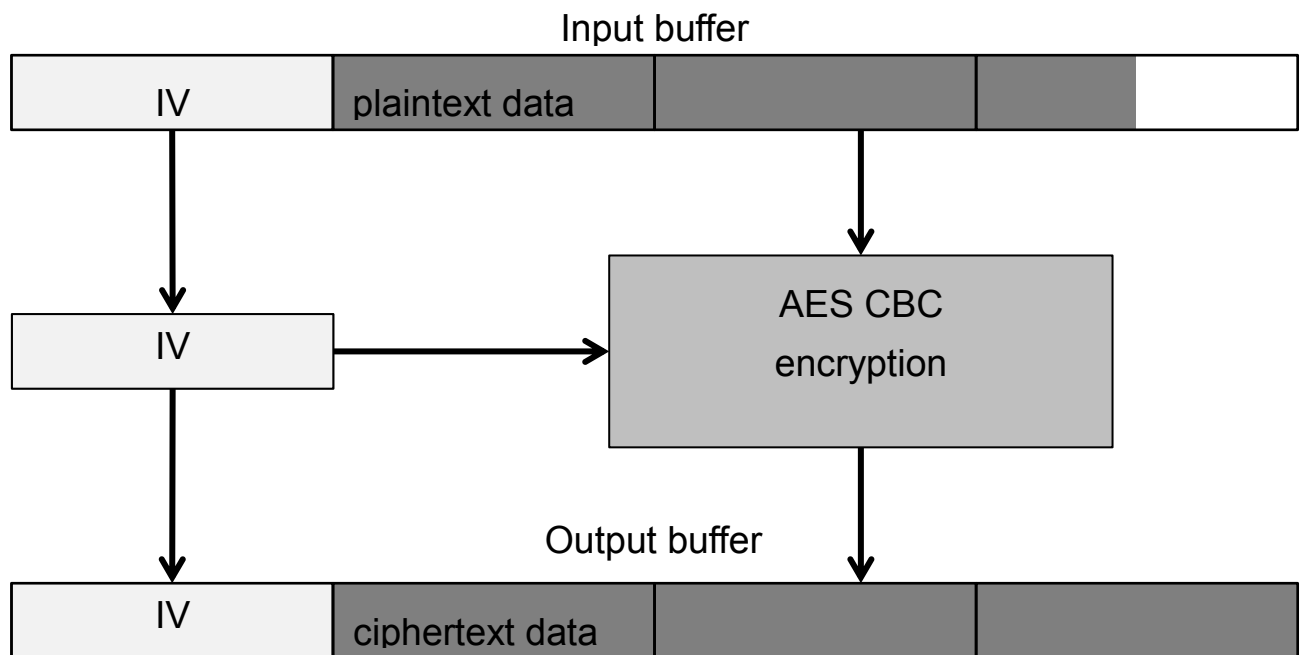 Input buffer
IV
plaintext data
IV
AES CBC
encryption
Output buffer
IV
ciphertext data